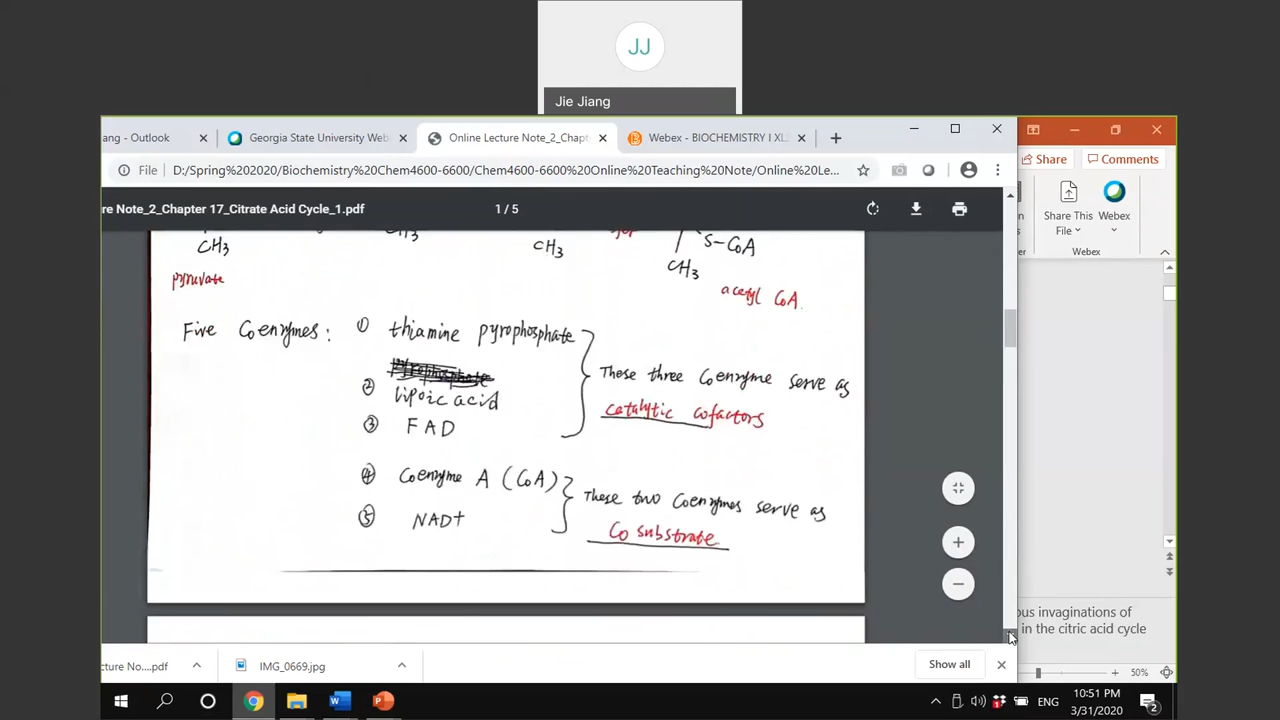 JJ
Jie Jiang
ang - Outlook
Georgia State University Web
Online Lecture Note_2_Chapt
Webex - BIOCHEMISTRY I XLS
File D:/Spring%202020/Biochemistry%20Chem4600-6600/Chem4600-6600%20Online%20Teaching%20Note/Online%20Le...
Share
Comments
re Note_2_Chapter 17_Citrate Acid Cycle_1.pdf
1 / 5
Share This
File
Webex
Webex
CH3
CH3
CH3
S-CoA
CH3
pyruvate
acetyl CoA.
Five Coenzymes:
① thiamine pyrophosphate
② lipoic acid
③ FAD
These three Coenzyme serve as
catalytic cofactors
④ Coenzyme A (CoA)
⑤ NAD+
These two Coenzymes serve as
Co substrate
ous invaginations of
in the citric acid cycle
cture No....pdf
IMG_0669.jpg
Show all
50%
ENG
10:51 PM
3/31/2020
2